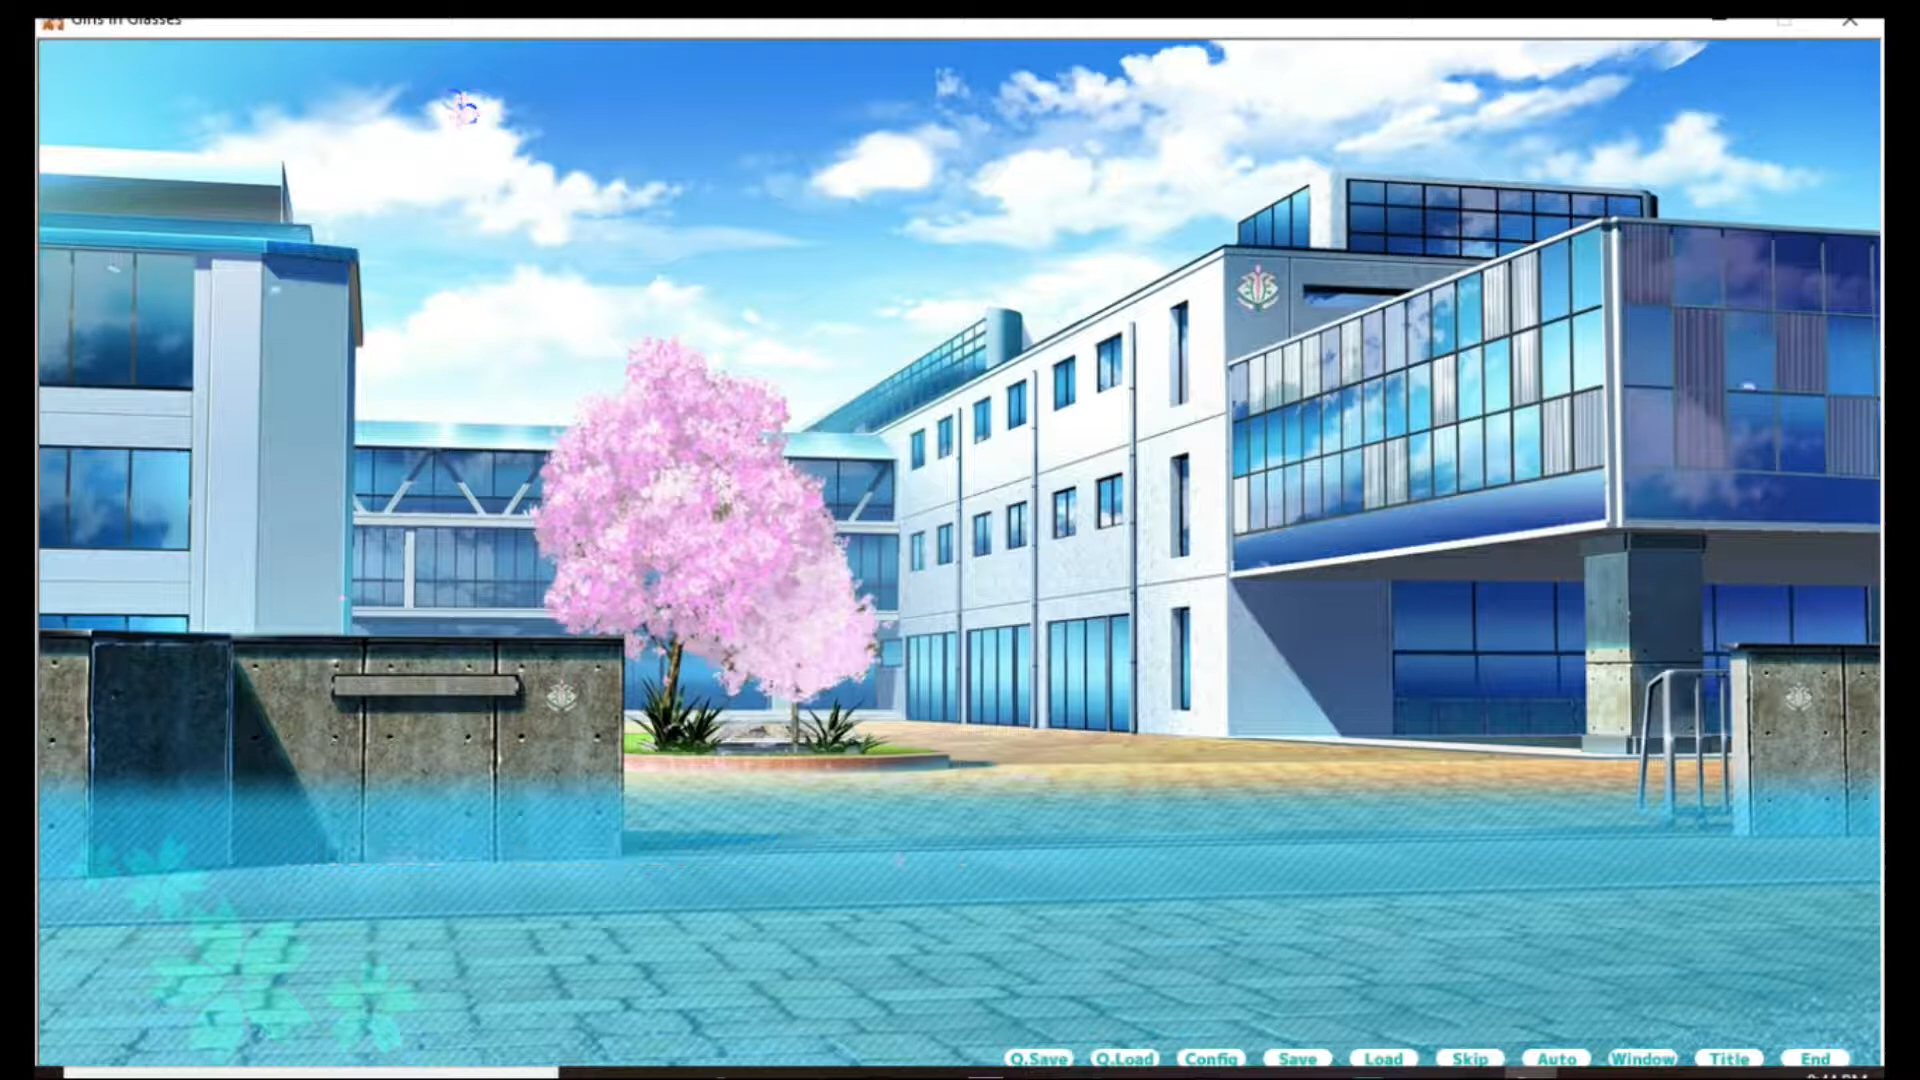 Girls in Glasses
Q.Save Q.Load Config Save Load Skip Auto Window Title End